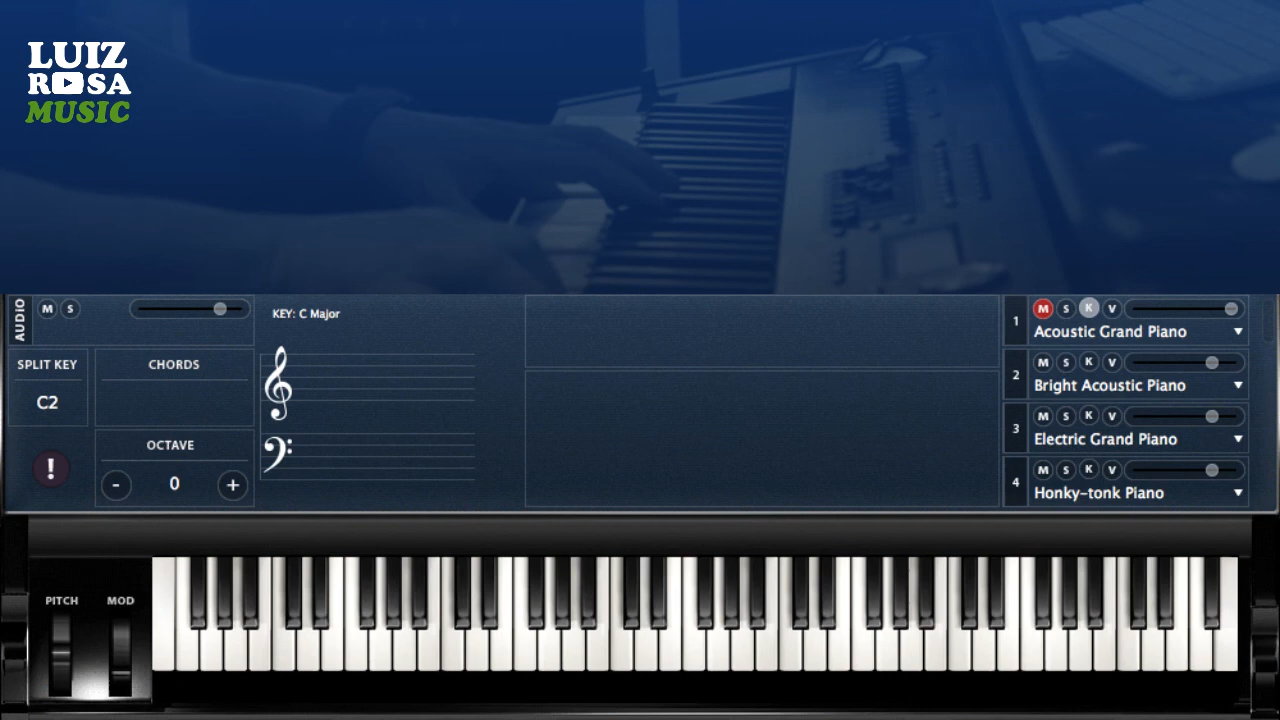 LUIZ
ROSA
MUSIC
AUDIO
M S
KEY: C Major
SPLIT KEY
C2
!
CHORDS
OCTAVE
- 0 +
1
M S K V
Acoustic Grand Piano
2
M S K V
Bright Acoustic Piano
3
M S K V
Electric Grand Piano
4
M S K V
Honky-tonk Piano
PITCH MOD